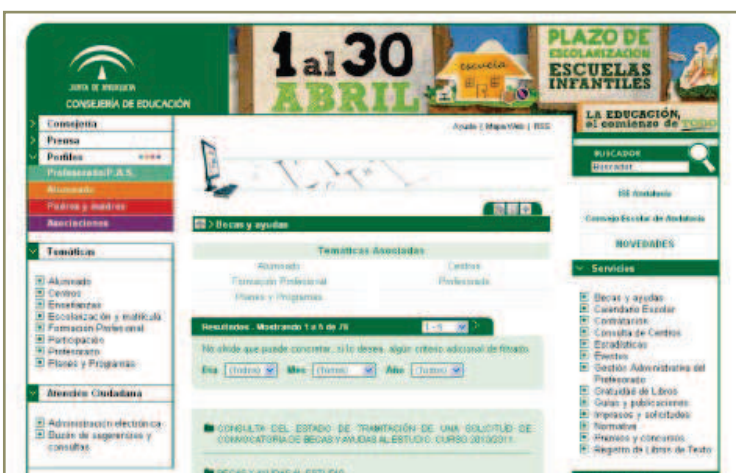 JUNTA DE ANDALUCIA
CONSEJERÍA DE EDUCACIÓN
1 al 30
ABRIL
escuela
PLAZO DE
ESCOLARIZACIÓN
ESCUELAS
INFANTILES
LA EDUCACIÓN,
el comienzo de TODO
Consejería
Prensa
Perfiles
Profesorado/P.A.S.
Alumnado
Padres y madres
Asociaciones
Temáticas
Alumnado
Centros
Enseñanzas
Escolarización y matrícula
Formación Profesional
Participación
Profesorado
Planes y Programas
Atención Ciudadana
Administración electrónica
Buzón de sugerencias y
consultas
Ayuda | Mapa Web | RSS
> Becas y ayudas
Temáticas Asociadas
Alumnado Centros
Formación Profesional Profesorado
Planes y Programas
Resultados - Mostrando 1 a 5 de 76
1 - 5
No olvide que puede concretar, si lo desea, algún criterio adicional de filtrado.
Día (todos) Mes (todos) Año (todos)
CONSULTA DEL ESTADO DE TRAMITACIÓN DE UNA SOLICITUD DE
CONVOCATORIA DE BECAS Y AYUDAS AL ESTUDIO. CURSO 2010/2011.
BECAS Y AYUDAS AL ESTUDIO
BUSCADOR
Buscador
ISE Andalucía
Consejo Escolar de Andalucía
NOVEDADES
Servicios
Becas y ayudas
Calendario Escolar
Contratación
Consulta de Centros
Estadísticas
Eventos
Gestión Administrativa del
Profesorado
Gratuidad de Libros
Guías y publicaciones
Impresos y solicitudes
Normativa
Premios y concursos
Registro de Libros de Texto